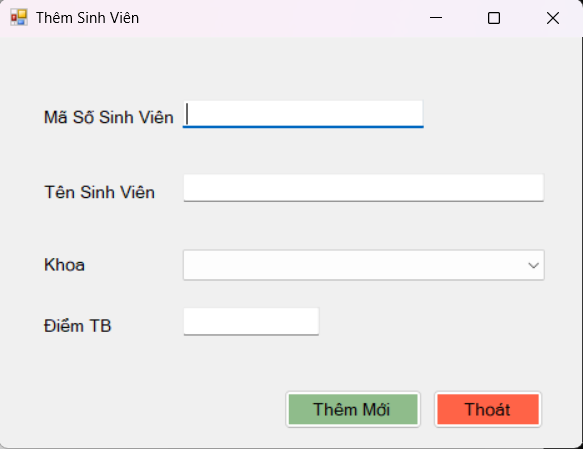 Thêm Sinh Viên
Mã Số Sinh Viên
Tên Sinh Viên
Khoa
Điểm TB
Thêm Mới
Thoát